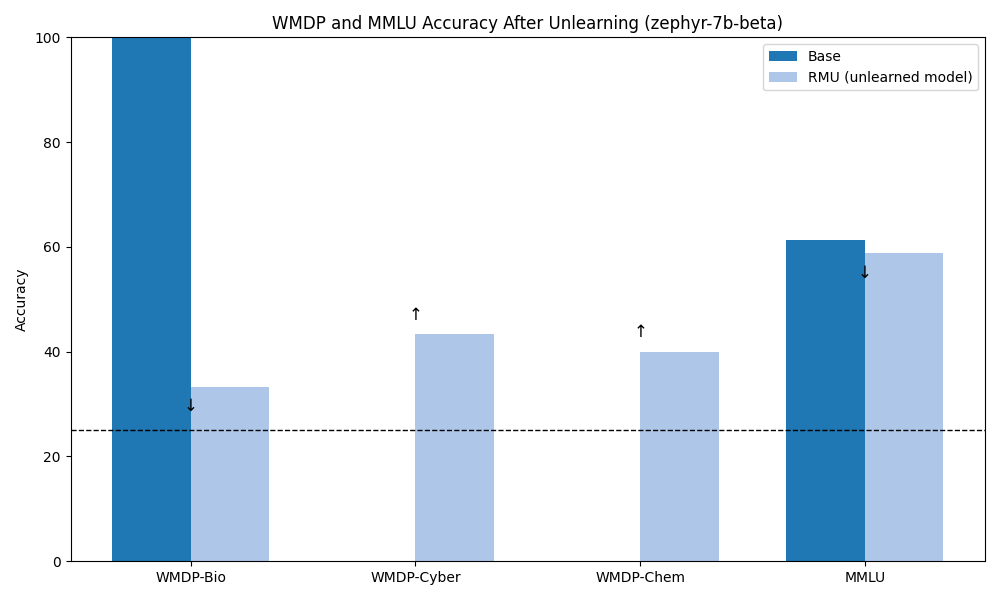 WMDP and MMLU Accuracy After Unlearning (zephyr-7b-beta)
Base
RMU (unlearned model)
Accuracy
100
80
60
40
20
0
↑
↑
↓
↓
WMDP-Bio
WMDP-Cyber
WMDP-Chem
MMLU